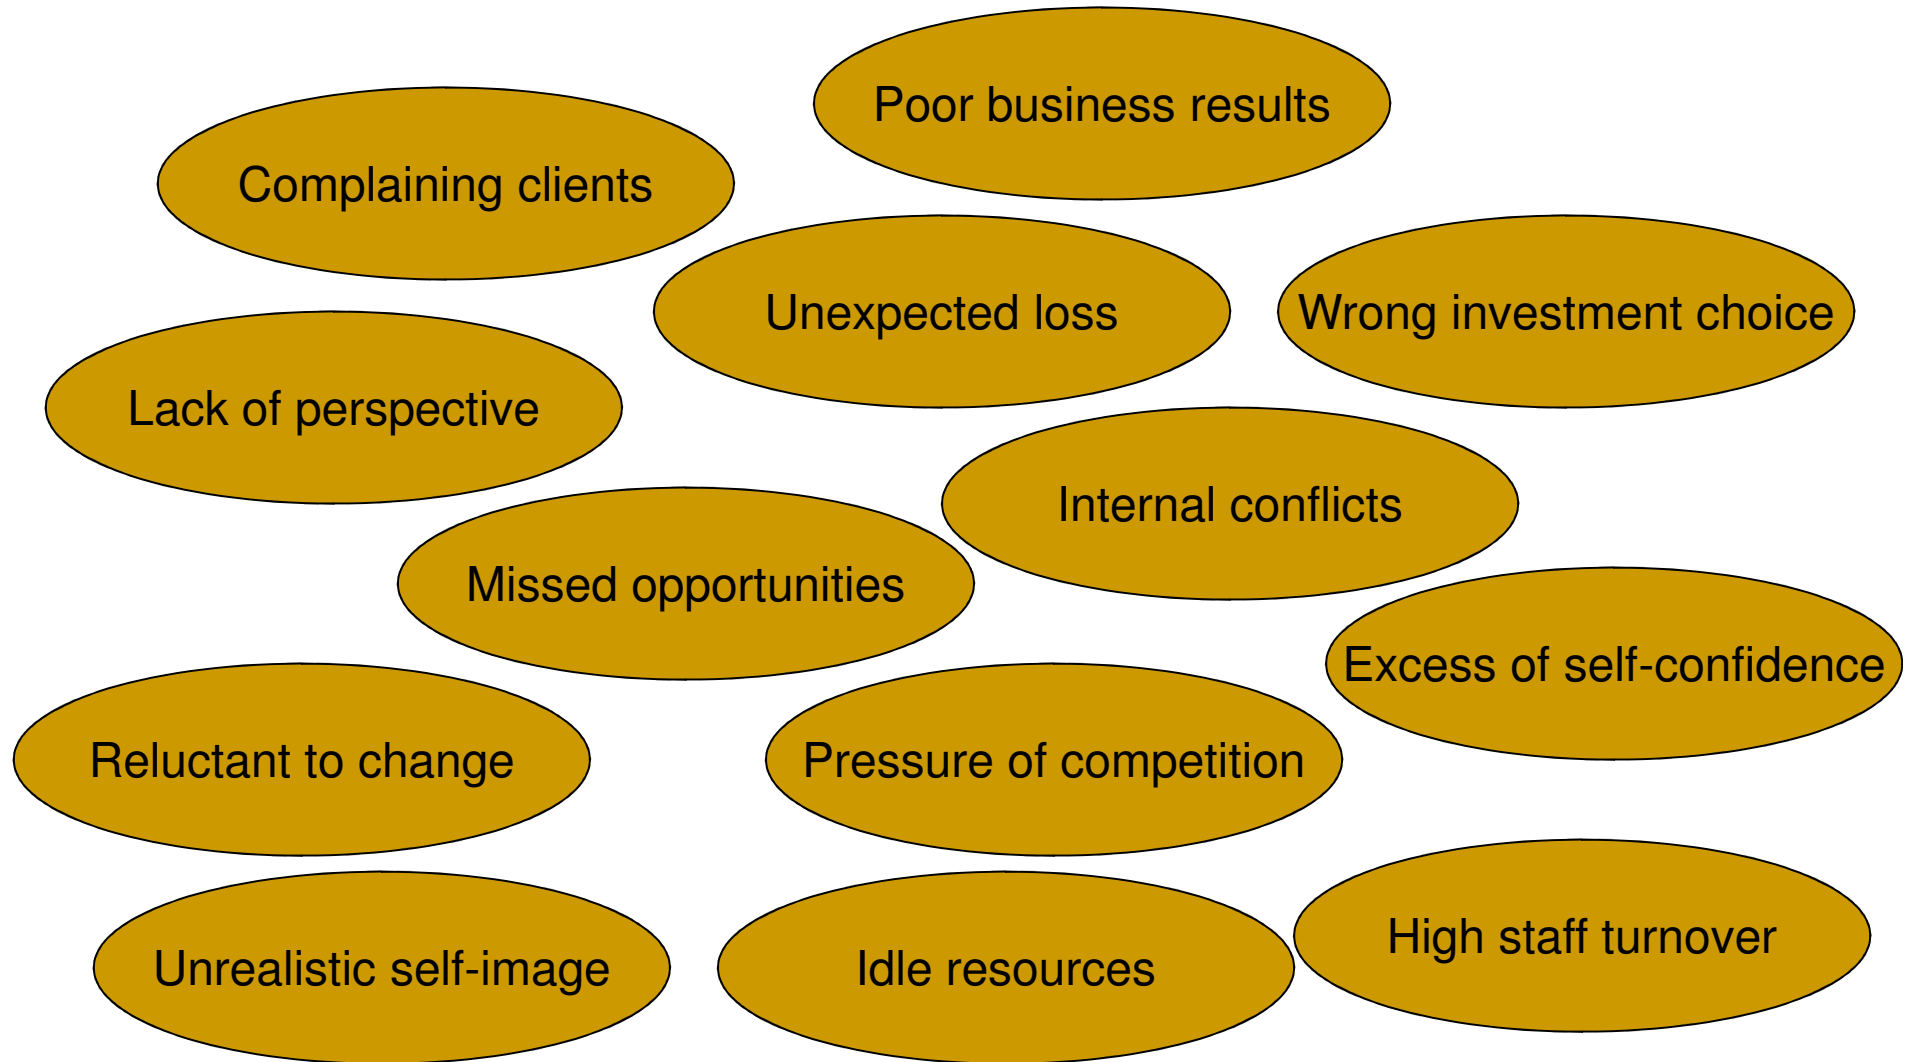 Poor business results
Complaining clients
Unexpected loss
Wrong investment choice
Lack of perspective
Internal conflicts
Missed opportunities
Excess of self-confidence
Reluctant to change
Pressure of competition
High staff turnover
Unrealistic self-image
Idle resources